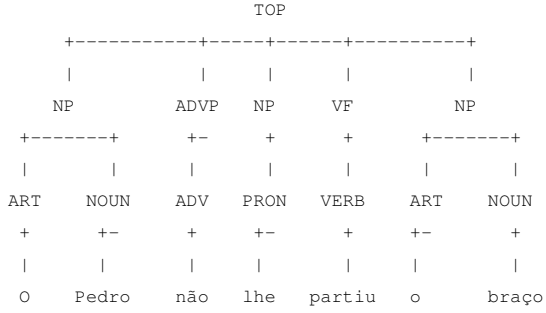 TOP
NP ADVP NP VF NP
ART NOUN ADV PRON VERB ART NOUN
O Pedro não lhe partiu o braço